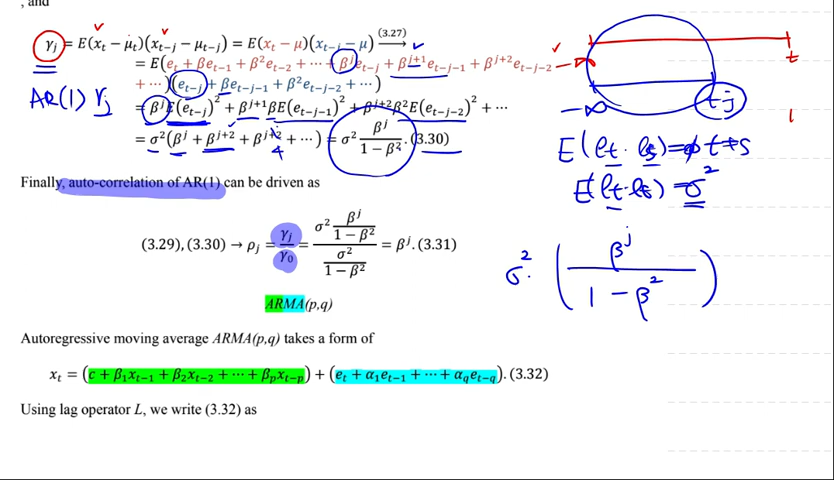 , and
γⱼ = E(xₜ − μₜ)(xₜ₋ⱼ − μₜ₋ⱼ) = E(xₜ − μ)(xₜ₋ⱼ − μ) (3.27)⟶
= E(eₜ + βeₜ₋₁ + β²eₜ₋₂ + ⋯ + βʲeₜ₋ⱼ + βʲ⁺¹eₜ₋ⱼ₋₁ + βʲ⁺²eₜ₋ⱼ₋₂
+ ⋯)(eₜ₋ⱼ + βeₜ₋ⱼ₋₁ + β²eₜ₋ⱼ₋₂ + ⋯)
AR(1) γⱼ
= βʲE(eₜ₋ⱼ)² + βʲ⁺¹βE(eₜ₋ⱼ₋₁)² + βʲ⁺²β²E(eₜ₋ⱼ₋₂)² + ⋯
4
= σ²(βʲ + βʲ⁺² + βʲ⁺ + ⋯) = σ² βʲ / (1 − β²). (3.30)
−∞
t
−∞
t-j
E(eₜ · eₛ) = φ t≠s
E(eₜ · eₜ) = σ²
Finally, auto-correlation of AR(1) can be driven as
(3.29), (3.30) → ρⱼ = γⱼ / γ₀ = (σ² βʲ / (1 − β²)) / (σ² / (1 − β²)) = βʲ. (3.31)
σ² · (βʲ / (1 − β²))
ARMA(p,q)
Autoregressive moving average ARMA(p,q) takes a form of
xₜ = (c + β₁xₜ₋₁ + β₂xₜ₋₂ + ⋯ + βₚxₜ₋ₚ) + (eₜ + α₁eₜ₋₁ + ⋯ + α_qeₜ₋q). (3.32)
Using lag operator L, we write (3.32) as